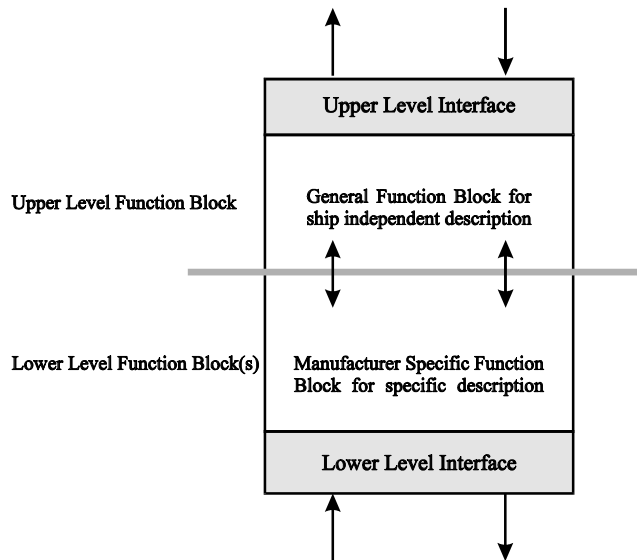 Upper Level Interface
Upper Level Function Block
General Function Block for
ship independent description
Lower Level Function Block(s)
Manufacturer Specific Function
Block for specific description
Lower Level Interface